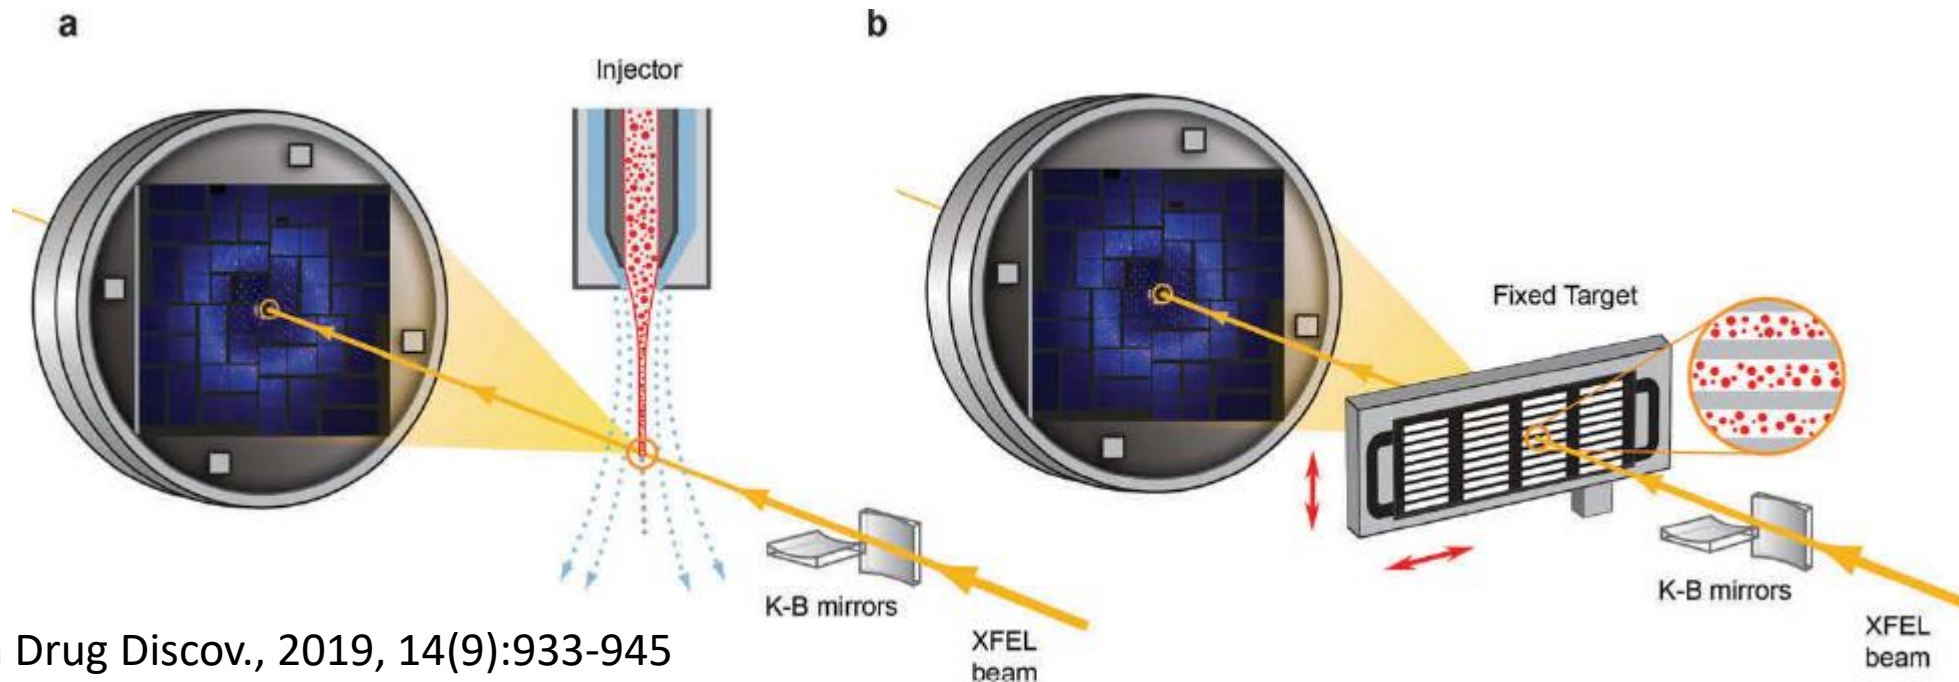 a
b
Injector
Fixed Target
K-B mirrors
XFEL
beam
K-B mirrors
XFEL
beam
Drug Discov., 2019, 14(9):933-945